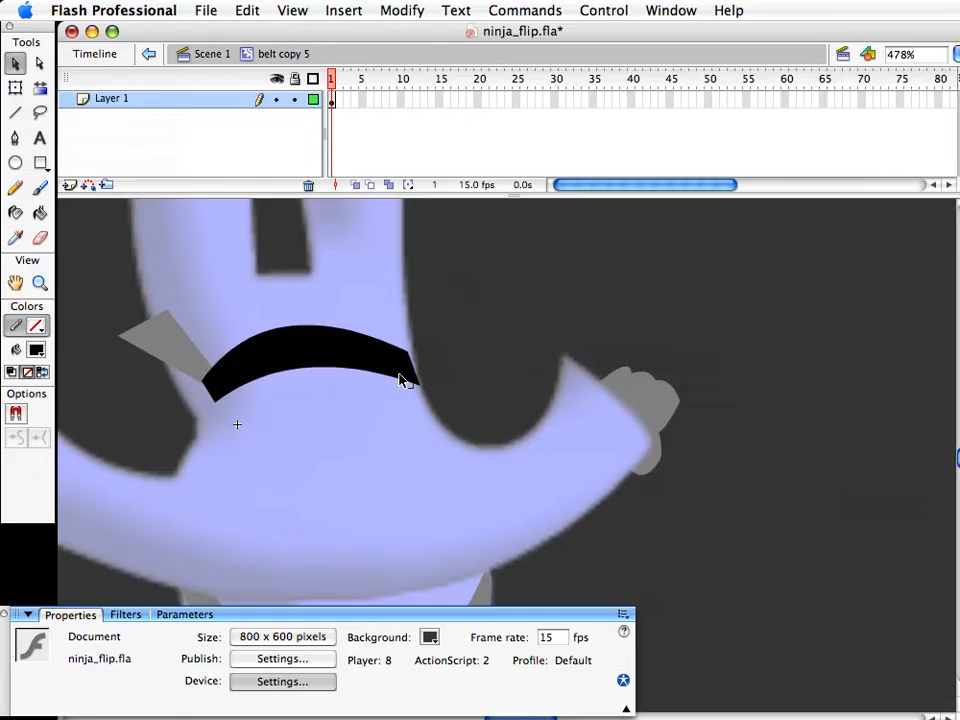 Flash Professional File Edit View Insert Modify Text Commands Control Window Help
Tools
ninja_flip.fla*
Timeline Scene 1 belt copy 5 478%
1 5 10 15 20 25 30 35 40 45 50 55 60 65 70 75 80
Layer 1
1 15.0 fps 0.0s
View
Colors
Options
Properties Filters Parameters
Document Size: 800 x 600 pixels Background: Frame rate: 15 fps
ninja_flip.fla Publish: Settings... Player: 8 ActionScript: 2 Profile: Default
Device: Settings...